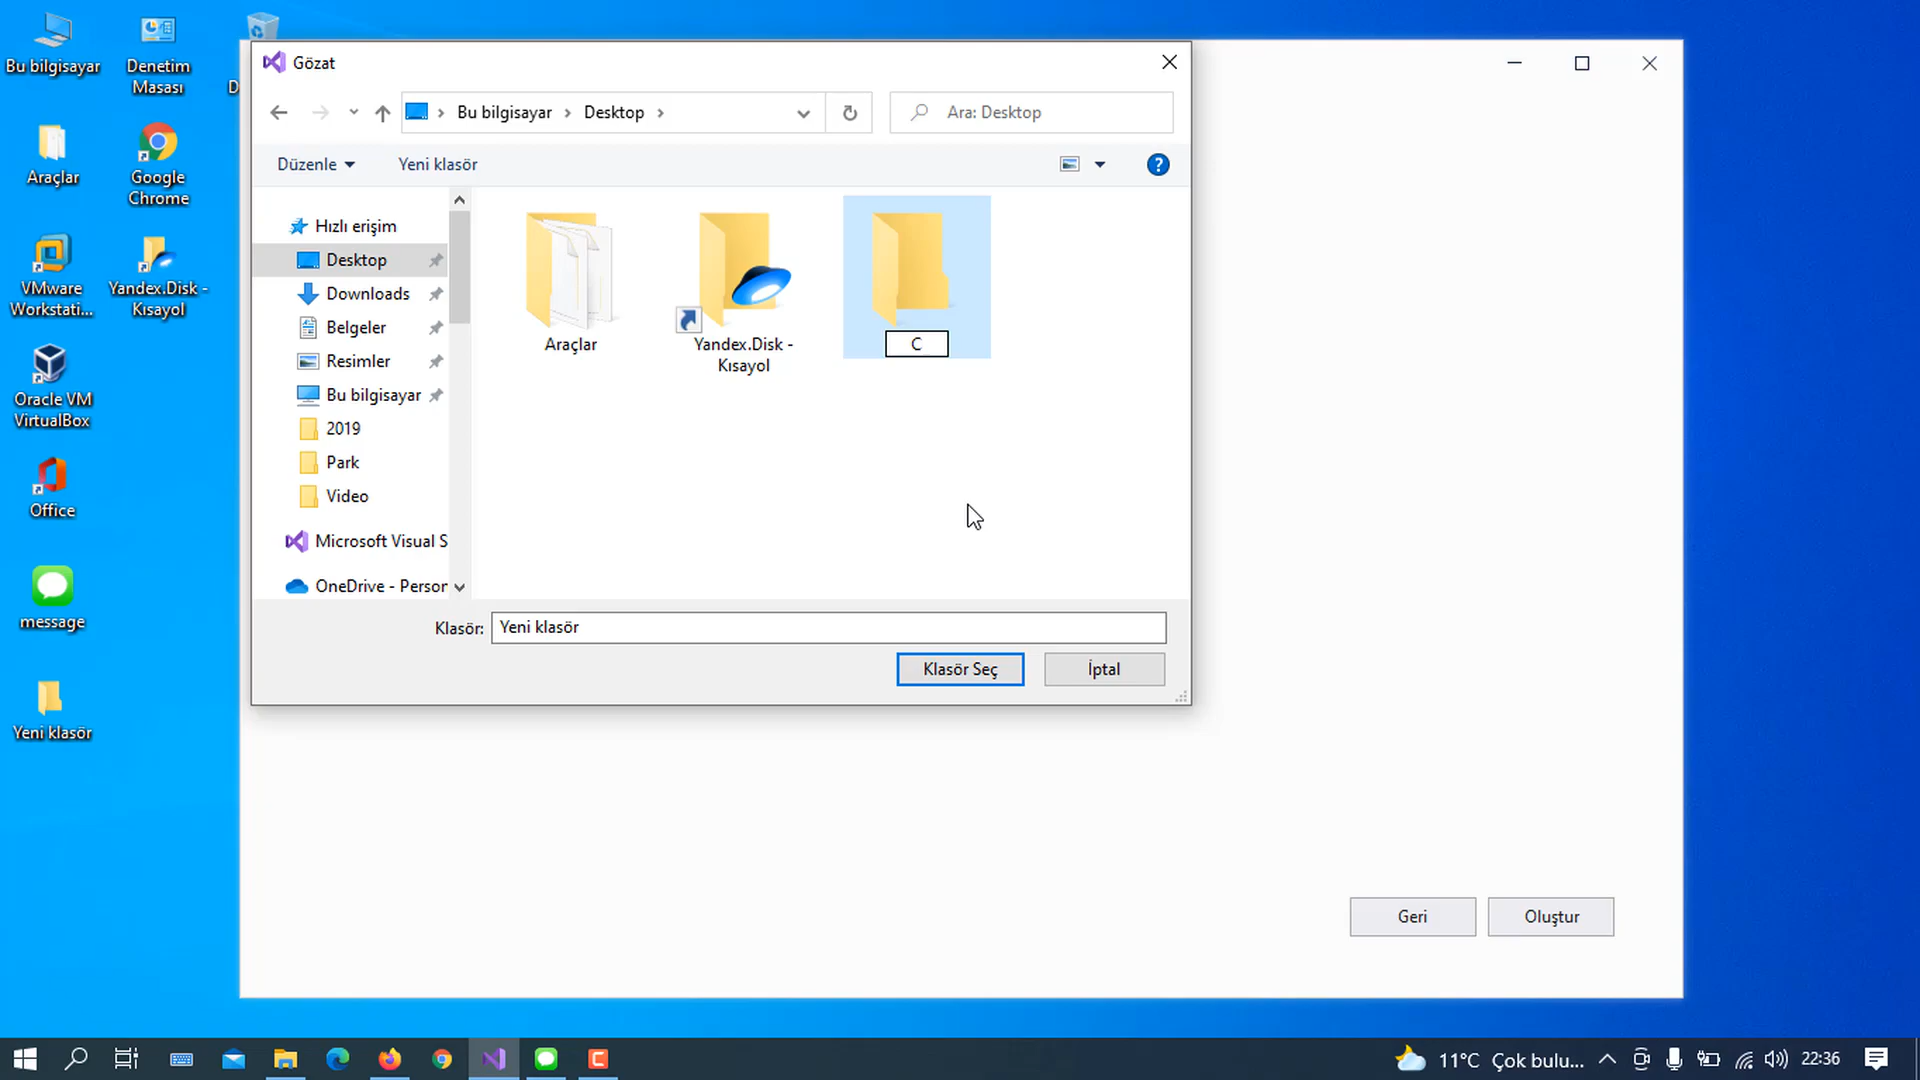 Bu bilgisayar
Denetim
Masası
D
Araçlar
Google
Chrome
VMware
Workstati...
Yandex.Disk -
Kısayol
Oracle VM
VirtualBox
Office
message
Yeni klasör
Gözat
Bu bilgisayar
Desktop
Ara: Desktop
Düzenle
Yeni klasör
Hızlı erişim
Desktop
Downloads
Belgeler
Resimler
Bu bilgisayar
2019
Park
Video
Microsoft Visual S
OneDrive - Persor
Araçlar
Yandex.Disk -
Kısayol
C
Klasör: Yeni klasör
Klasör Seç
İptal
Geri
Oluştur
11°C Çok bulu...
22:36